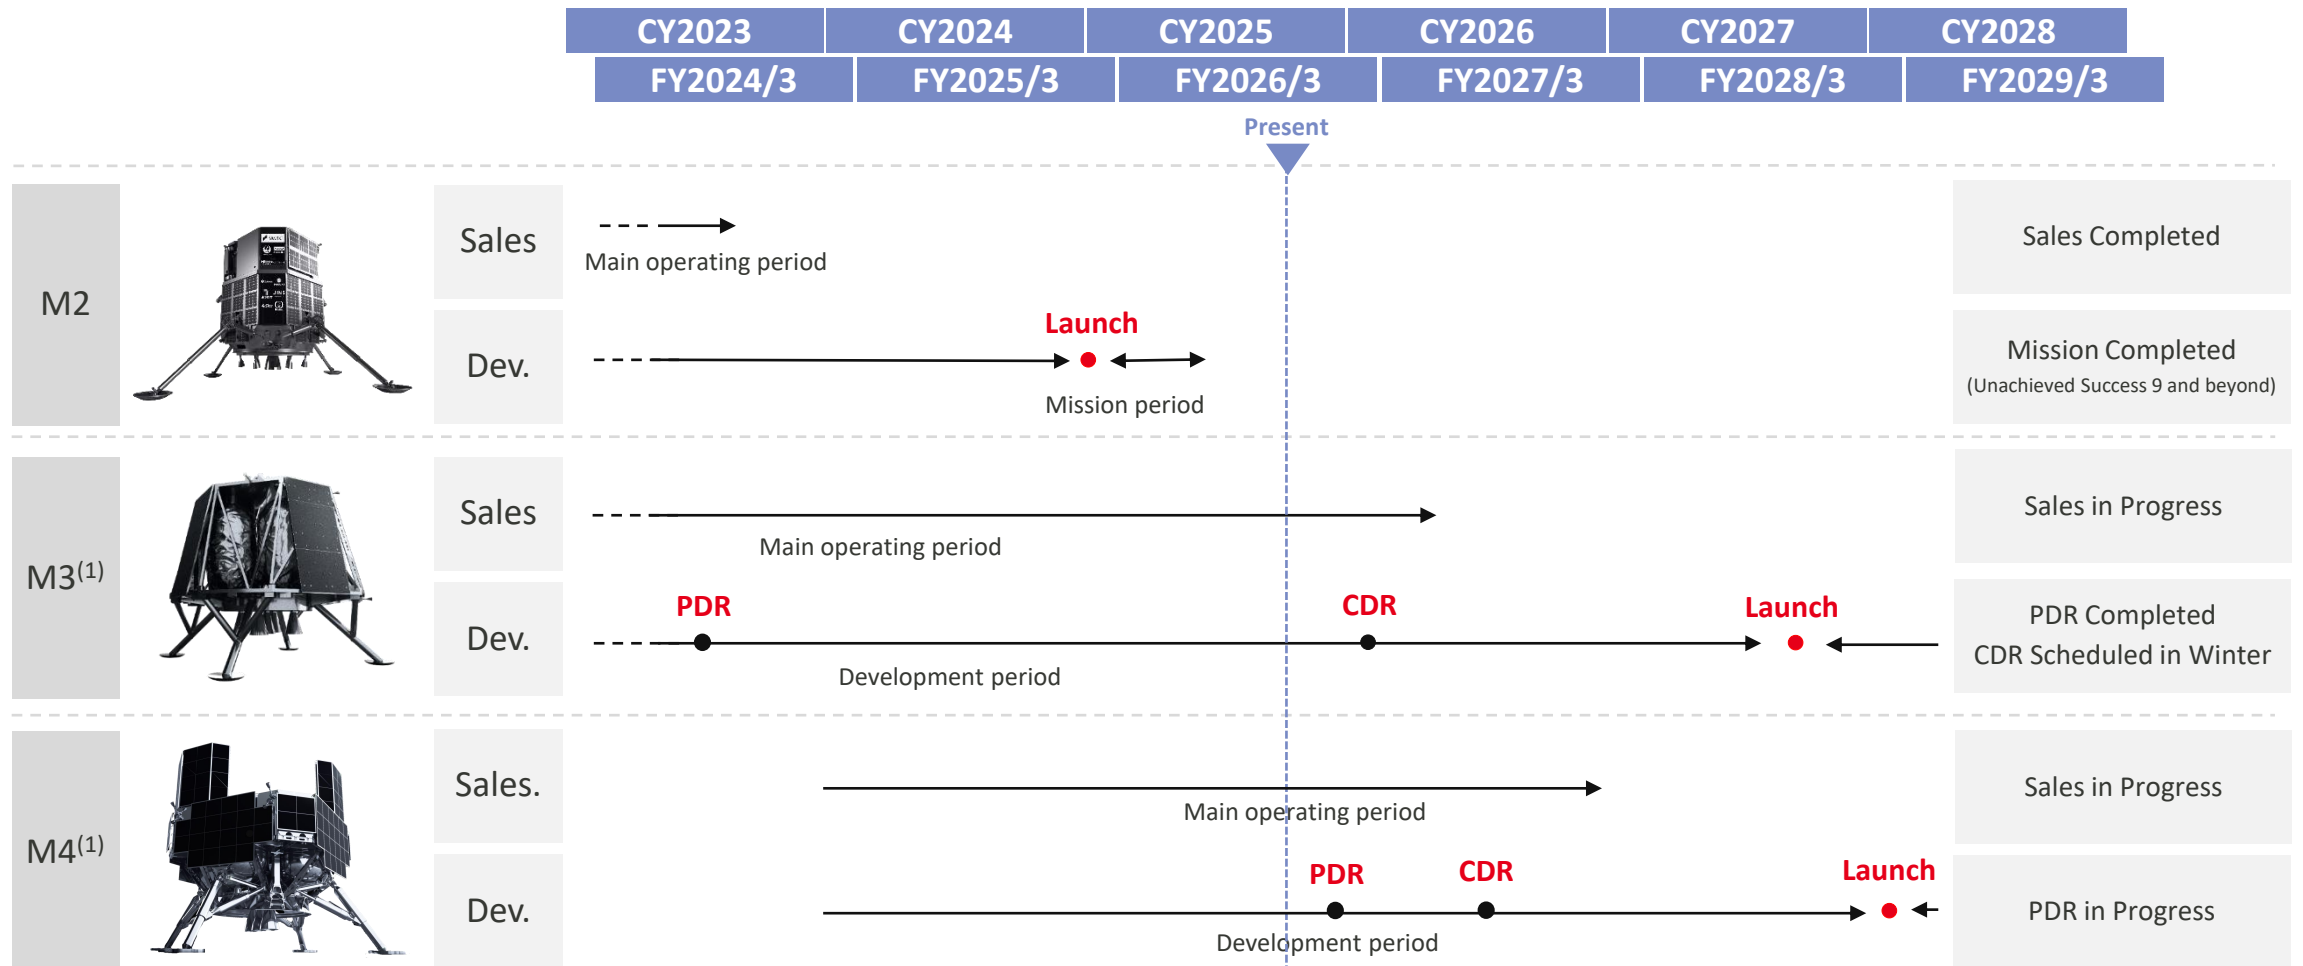 CY2023 CY2024 CY2025 CY2026 CY2027 CY2028
FY2024/3 FY2025/3 FY2026/3 FY2027/3 FY2028/3 FY2029/3
Present
M2
Sales
Main operating period
Sales Completed
Dev.
Launch
Mission period
Mission Completed
(Unachieved Success 9 and beyond)
M3(1)
Sales
Main operating period
Sales in Progress
Dev.
PDR
CDR
Launch
Development period
PDR Completed
CDR Scheduled in Winter
M4(1)
Sales.
Main operating period
Sales in Progress
Dev.
PDR
CDR
Launch
Development period
PDR in Progress